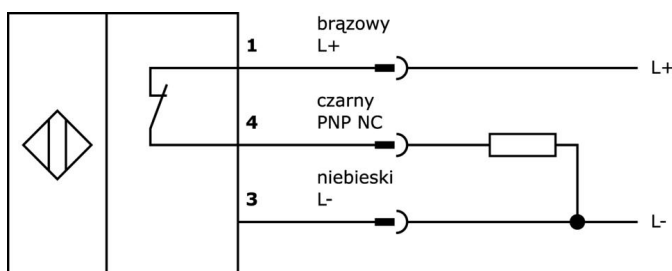 brązowy
1 L+
L+
czarny
4 PNP NC
niebieski
3 L-
L-